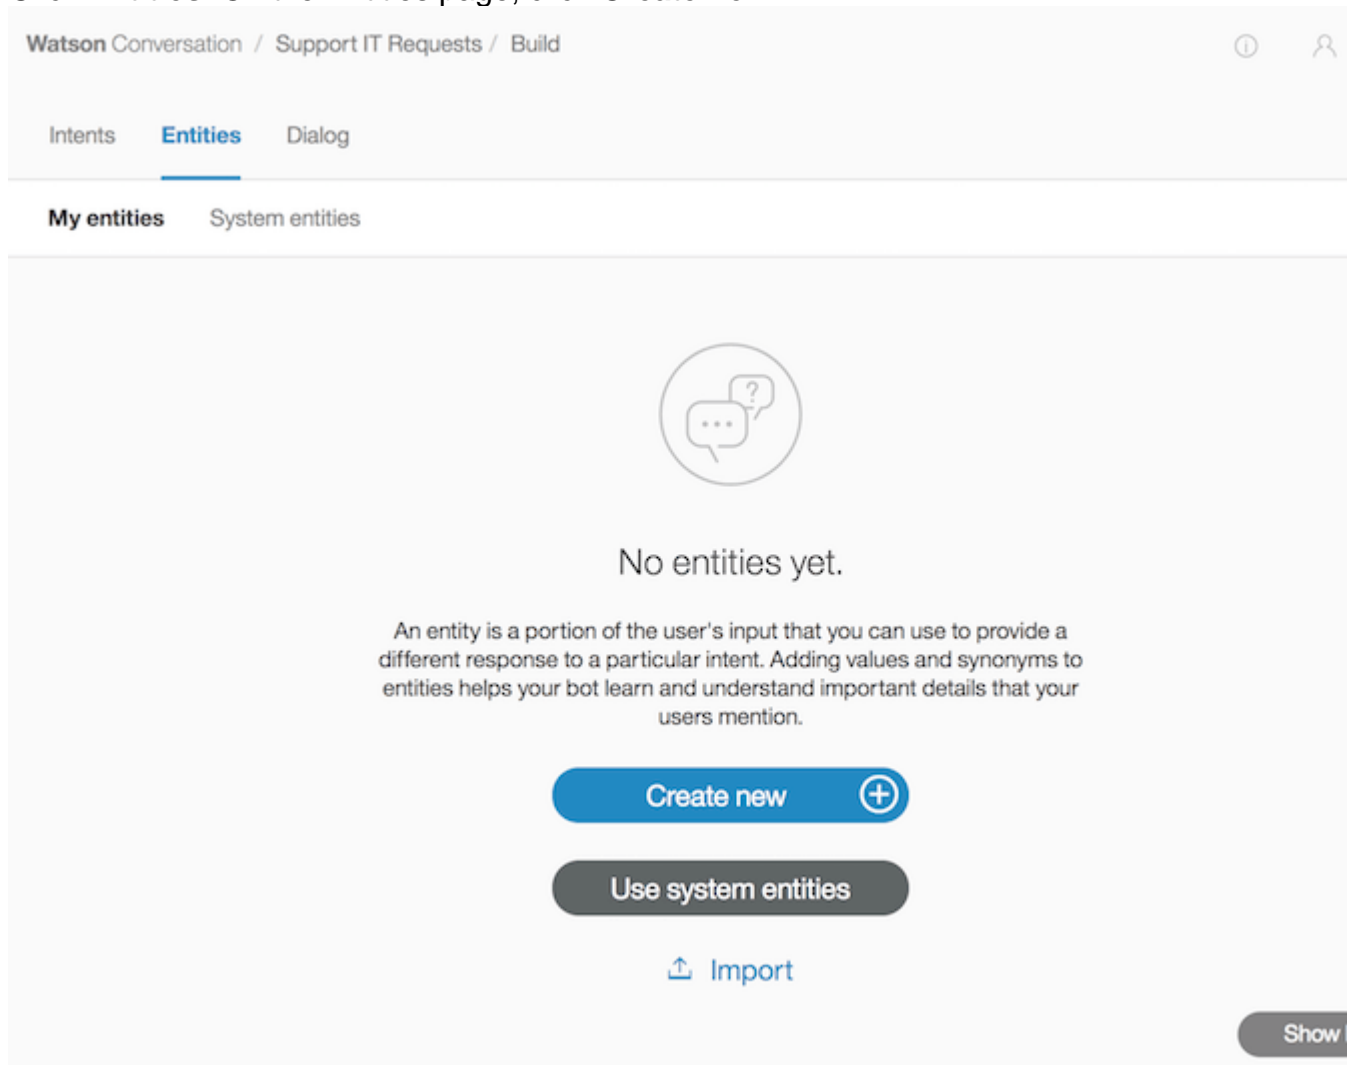 Watson Conversation / Support IT Requests / Build
Intents Entities Dialog
My entities System entities
?
No entities yet.
An entity is a portion of the user's input that you can use to provide a
different response to a particular intent. Adding values and synonyms to
entities helps your bot learn and understand important details that your
users mention.
Create new
Use system entities
Import
Show